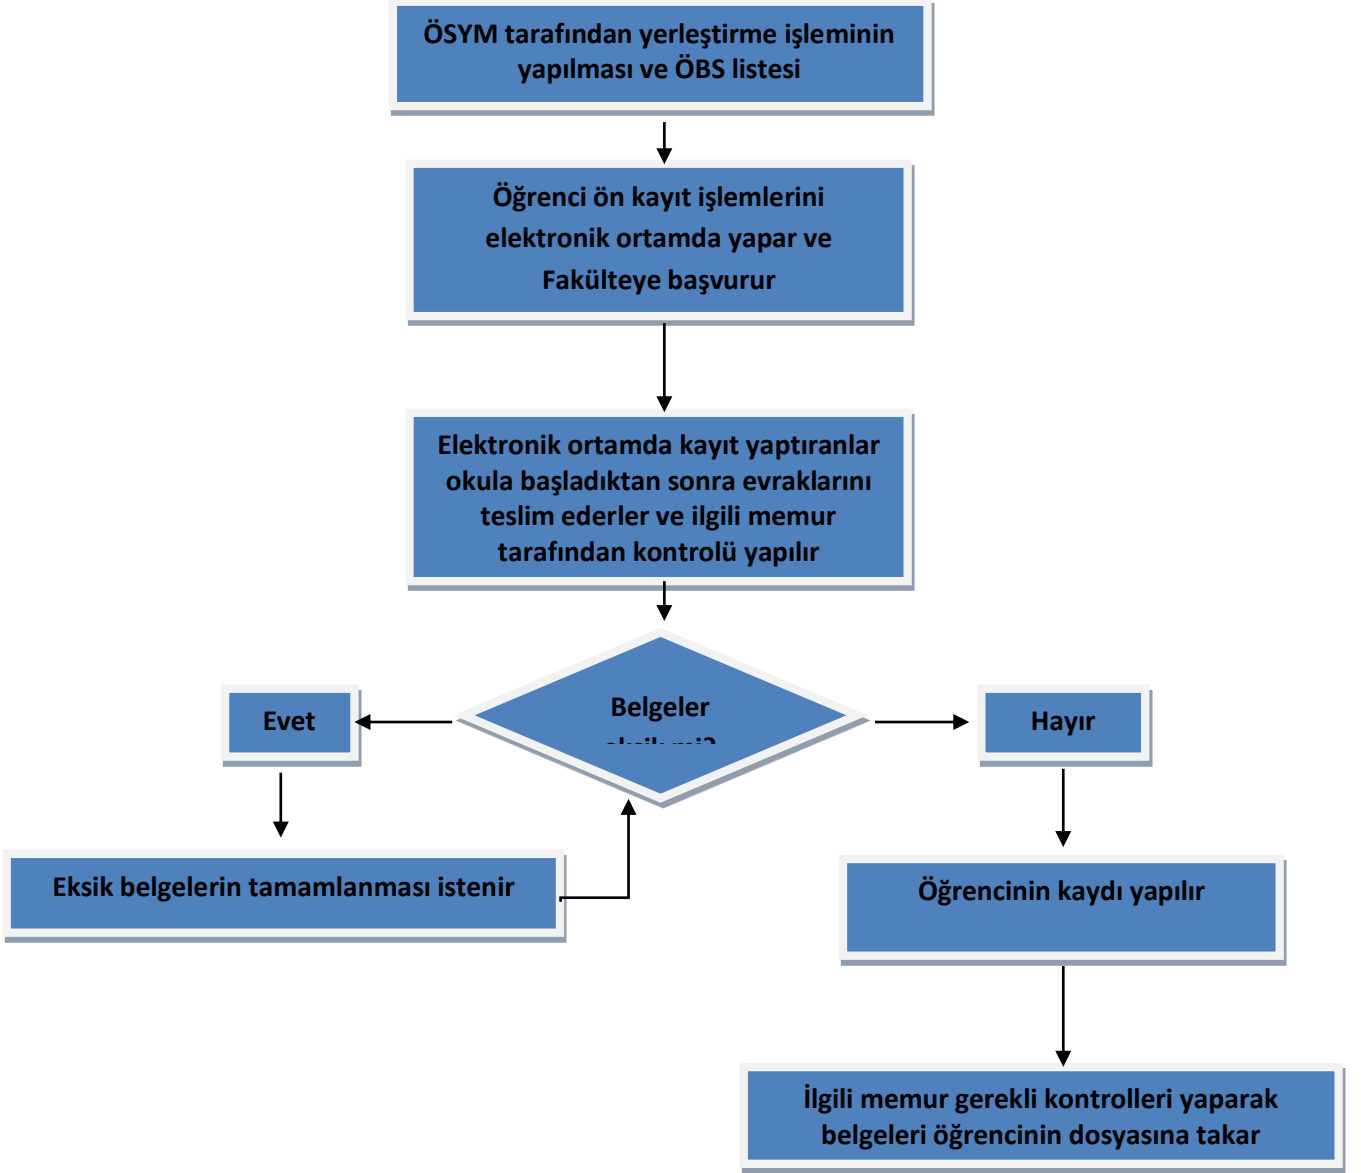 ÖSYM tarafından yerleştirme işleminin
yapılması ve ÖBS listesi
Öğrenci ön kayıt işlemlerini
elektronik ortamda yapar ve
Fakülteye başvurur
Elektronik ortamda kayıt yaptıranlar
okula başladıktan sonra evraklarını
teslim ederler ve ilgili memur
tarafından kontrolü yapılır
Belgeler
eksik mi?
Evet
Hayır
Eksik belgelerin tamamlanması istenir
Öğrencinin kaydı yapılır
İlgili memur gerekli kontrolleri yaparak
belgeleri öğrencinin dosyasına takar